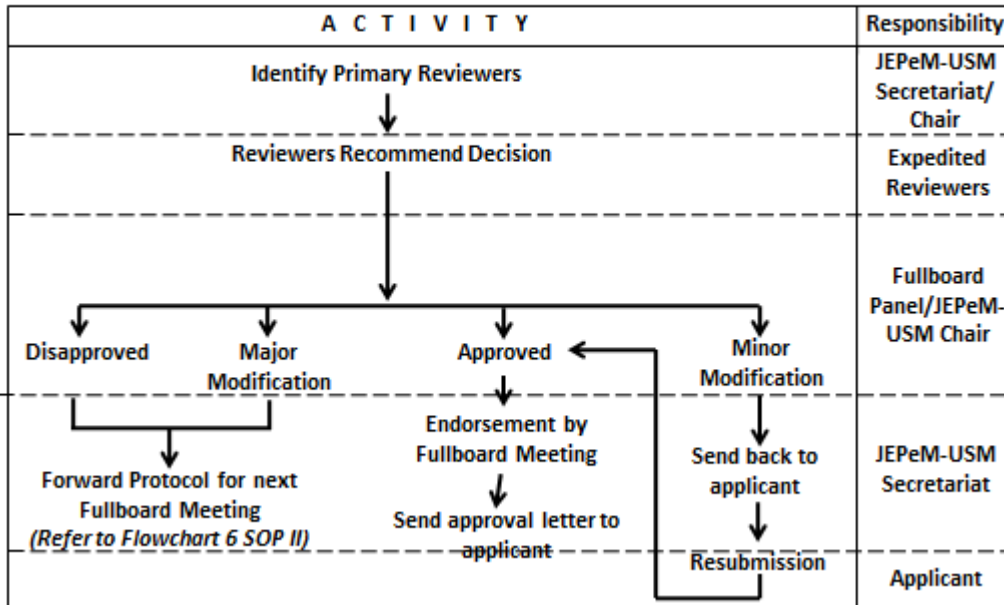 A C T I V I T Y
Responsibility
Identify Primary Reviewers
JEPeM-USM
Secretariat/
Chair
Reviewers Recommend Decision
Expedited
Reviewers
Fullboard
Panel/JEPeM-
USM Chair
Disapproved
Major
Modification
Approved
Minor
Modification
Forward Protocol for next
Fullboard Meeting
(Refer to Flowchart 6 SOP II)
Endorsement by
Fullboard Meeting
Send approval letter to
applicant
Send back to
applicant
JEPeM-USM
Secretariat
Resubmission
Applicant